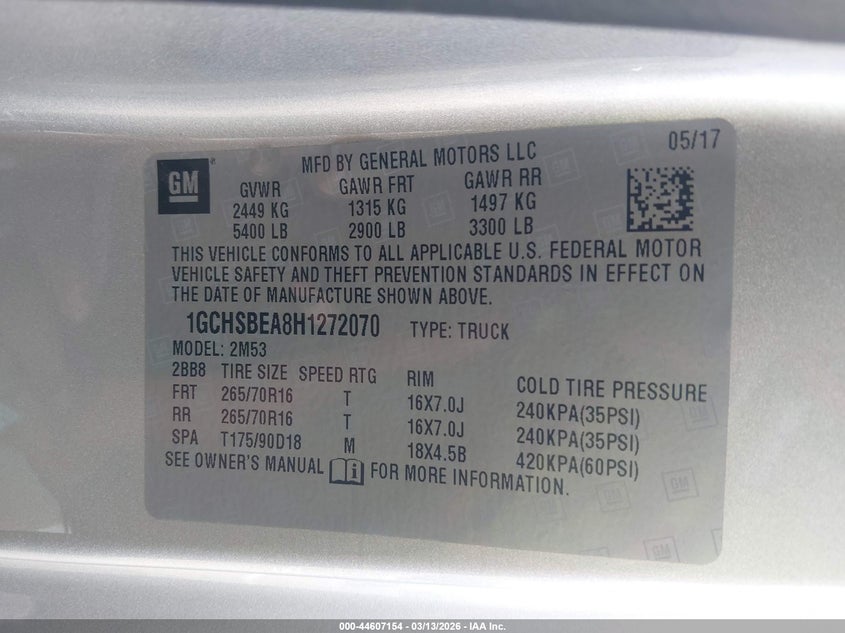 05/17
GM
MFD BY GENERAL MOTORS LLC
GVWR GAWR FRT GAWR RR
2449 KG 1315 KG 1497 KG
5400 LB 2900 LB 3300 LB
THIS VEHICLE CONFORMS TO ALL APPLICABLE U.S. FEDERAL MOTOR
VEHICLE SAFETY AND THEFT PREVENTION STANDARDS IN EFFECT ON
THE DATE OF MANUFACTURE SHOWN ABOVE.
1GCHSBEA8H1272070 TYPE: TRUCK
MODEL: 2M53
2BB8 TIRE SIZE SPEED RTG RIM COLD TIRE PRESSURE
FRT 265/70R16 T 16X7.0J 240KPA(35PSI)
RR 265/70R16 T 16X7.0J 240KPA(35PSI)
SPA T175/90D18 M 18X4.5B 420KPA(60PSI)
SEE OWNER'S MANUAL FOR MORE INFORMATION.
000-44607154 - 03/13/2026 - IAA Inc.